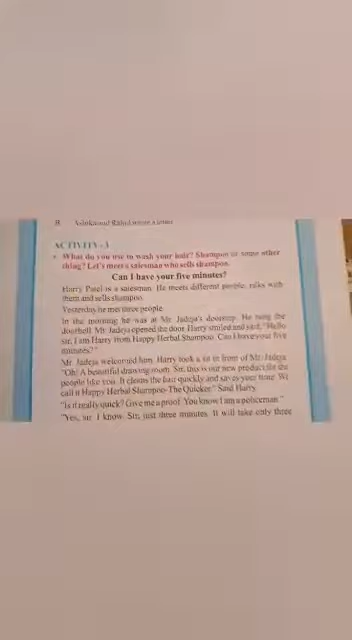 ACTIVITY : 3
• What do you use to wash your hair? Shampoo or some other
thing? Let's meet a salesman who sells shampoo.
Can I have your five minutes?
Harry Patel is a salesman. He meets different people, talks with
them and sells shampoo.
Yesterday he met three people.
In the morning he was at Mr. Jadeja's doorstep. He rang the
doorbell. Mr. Jadeja opened the door. Harry smiled and said, "Hello
sir, I am Harry from Happy Herbal Shampoo. Can I have your five
minutes?"
Mr. Jadeja welcomed him. Harry took a sit in front of Mr. Jadeja.
"Oh! A beautiful drawing room. Sir, this is our new product for the
people like you. It cleans the hair quickly and saves your time. We
call it Happy Herbal Shampoo- The Quicker." Said Harry.
"Is it really quick? Give me a proof. You know I am a policeman."
"Yes, sir. I know. Sir, just three minutes. It will take only three